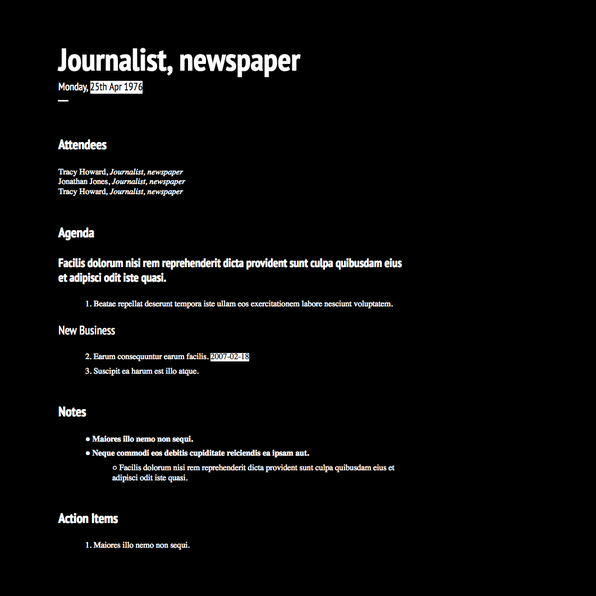 Journalist, newspaper
Monday, 25th Apr 1976
Attendees
Tracy Howard, Journalist, newspaper
Jonathan Jones, Journalist, newspaper
Tracy Howard, Journalist, newspaper
Agenda
Facilis dolorum nisi rem reprehenderit dicta provident sunt culpa quibusdam eius
et adipisci odit iste quasi.
1. Beatae repellat deserunt tempora iste ullam eos exercitationem labore nesciunt voluptatem.
New Business
2. Earum consequuntur earum facilis. 2007-02-18
3. Suscipit ea harum est illo atque.
Notes
● Maiores illo nemo non sequi.
● Neque commodi eos debitis cupiditate reiciendis ea ipsam aut.
○ Facilis dolorum nisi rem reprehenderit dicta provident sunt culpa quibusdam eius et
adipisci odit iste quasi.
Action Items
1. Maiores illo nemo non sequi.